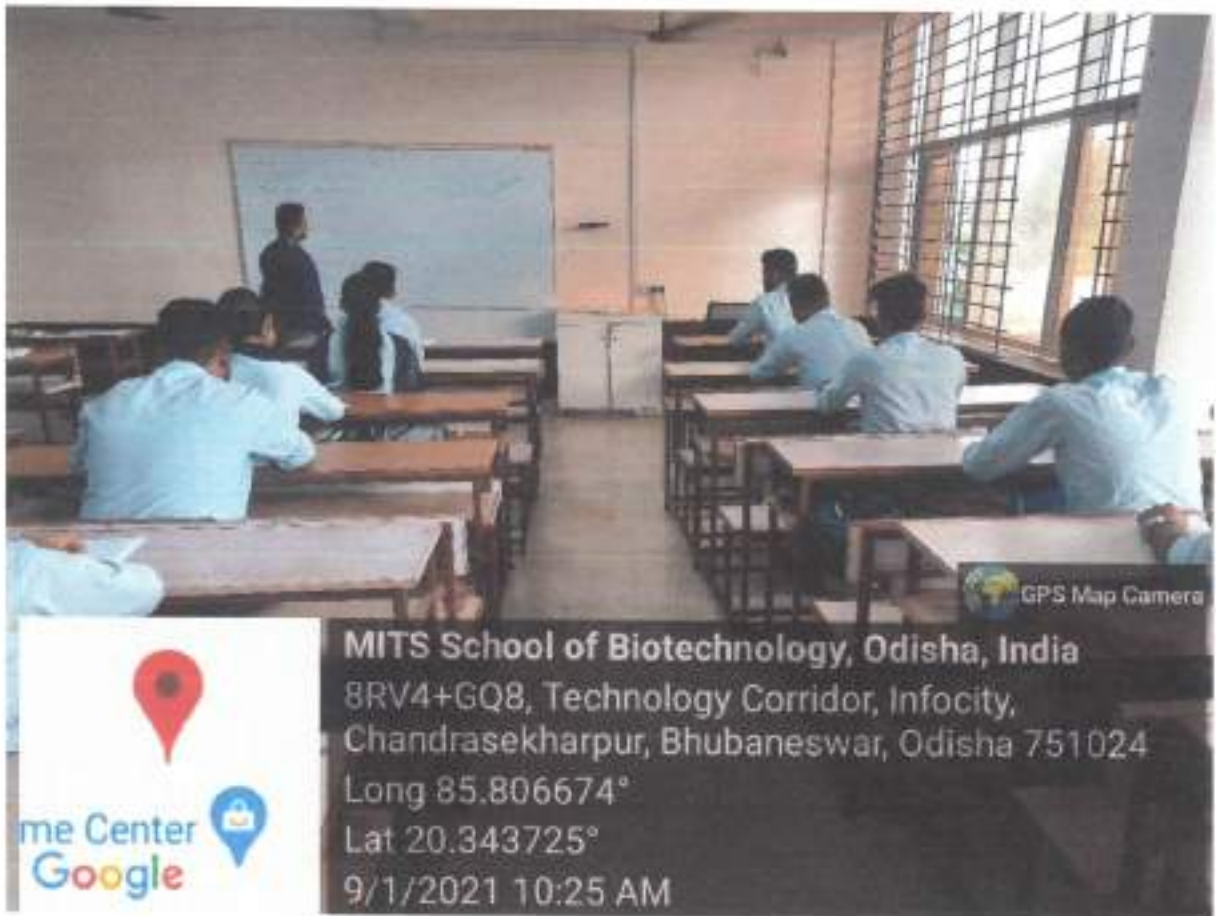 GPS Map Camera
MITS School of Biotechnology, Odisha, India
8RV4+GQ8, Technology Corridor, Infocity,
Chandrasekharpur, Bhubaneswar, Odisha 751024
Long 85.806674°
Lat 20.343725°
9/1/2021 10:25 AM
me Center
Google